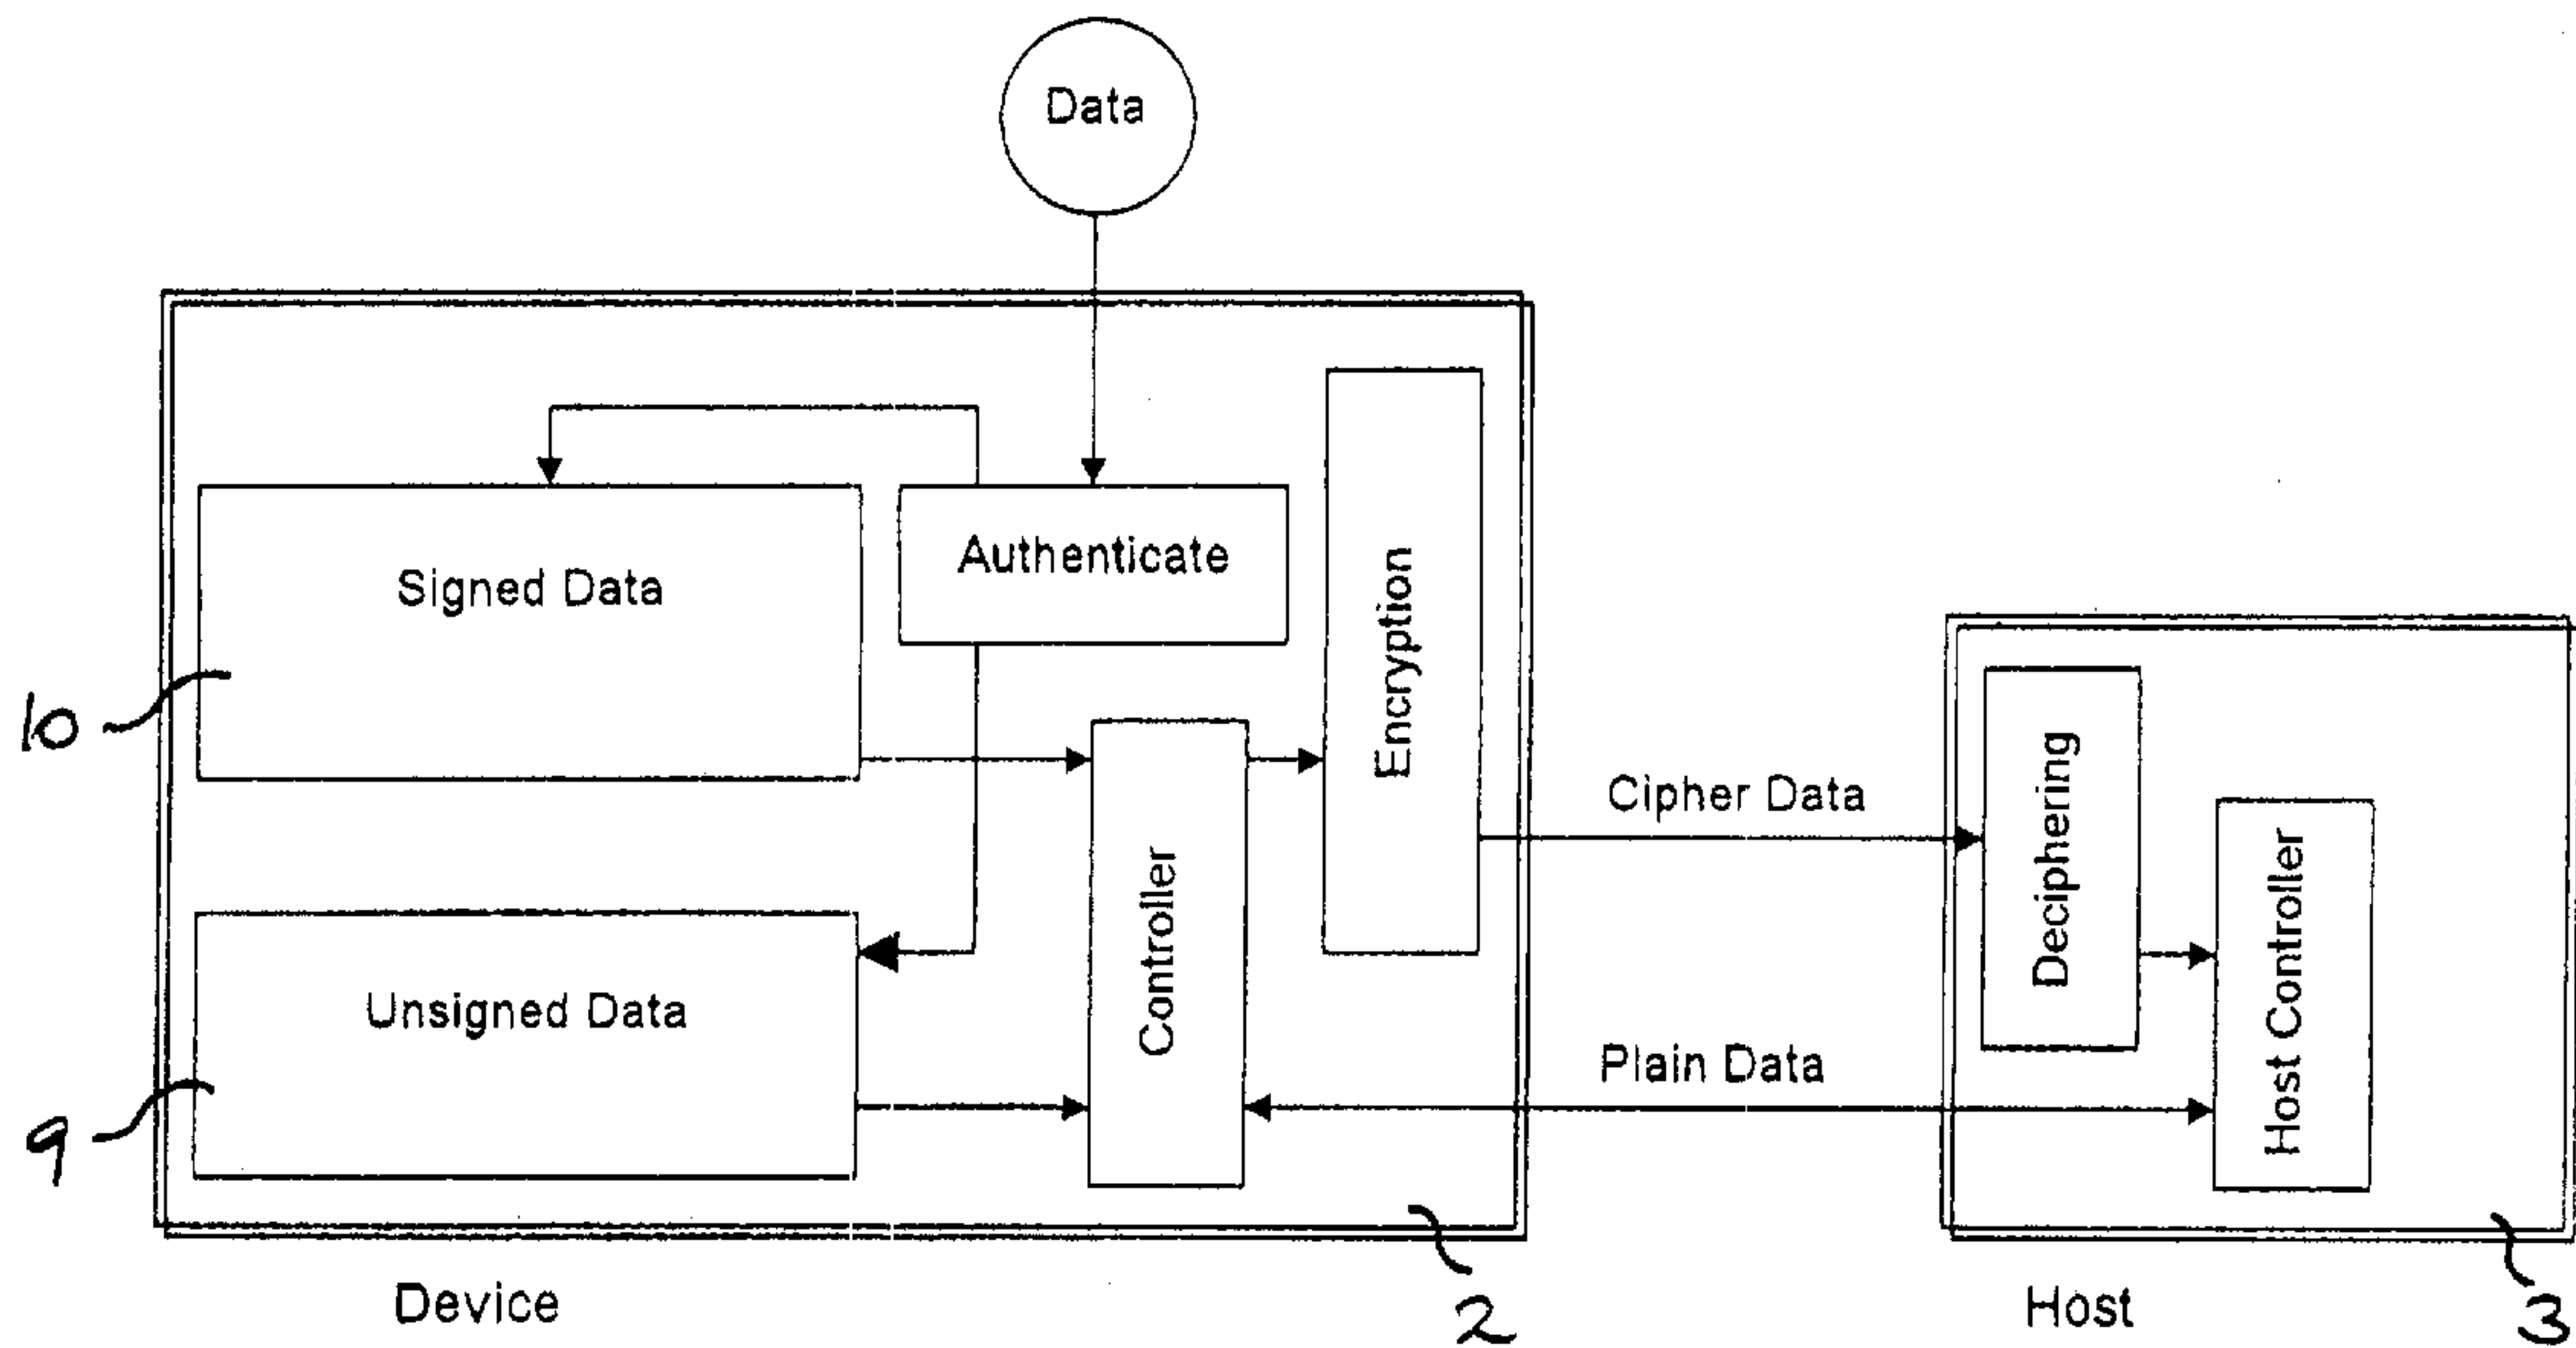 Data
Signed Data
Authenticate
Encryption
10
Cipher Data
Deciphering
Host Controller
Controller
Unsigned Data
Plain Data
9
Device
2
Host
3